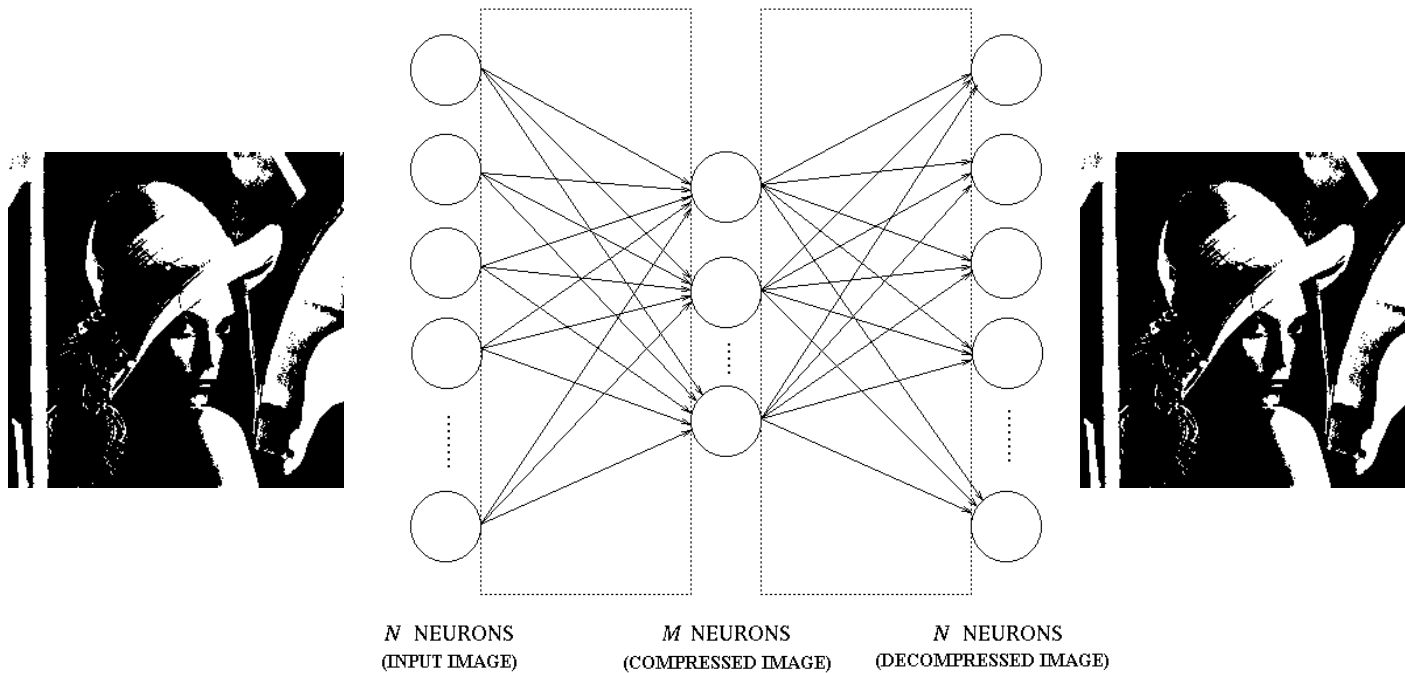 N NEURONS
(INPUT IMAGE)
M NEURONS
(COMPRESSED IMAGE)
N NEURONS
(DECOMPRESSED IMAGE)